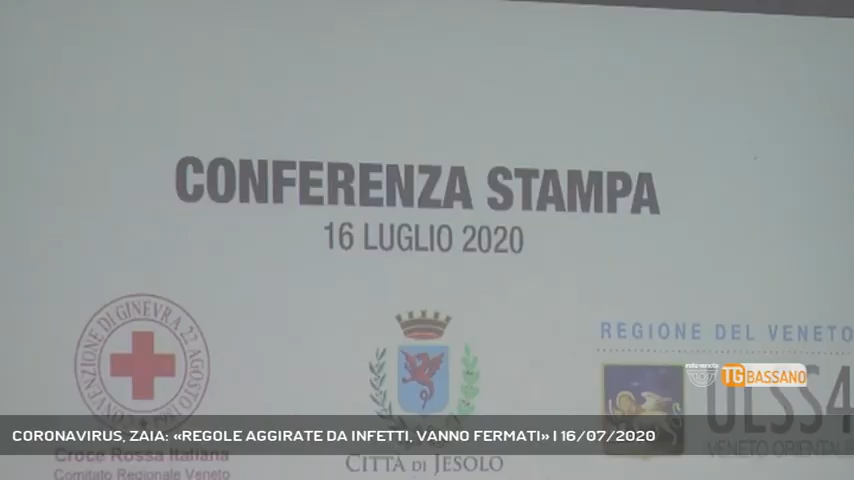 CONFERENZA STAMPA
16 LUGLIO 2020
CONVENZIONE DI GINEVRA 22 AGOSTO
REGIONE DEL VENETO
rete veneta
TG BASSANO
ULSS4
CORONAVIRUS, ZAIA: «REGOLE AGGIRATE DA INFETTI, VANNO FERMATI» | 16/07/2020
VENETO ORIENTALE
Croce Rossa Italiana
CITTÀ DI JESOLO
Comitato Regionale Veneto